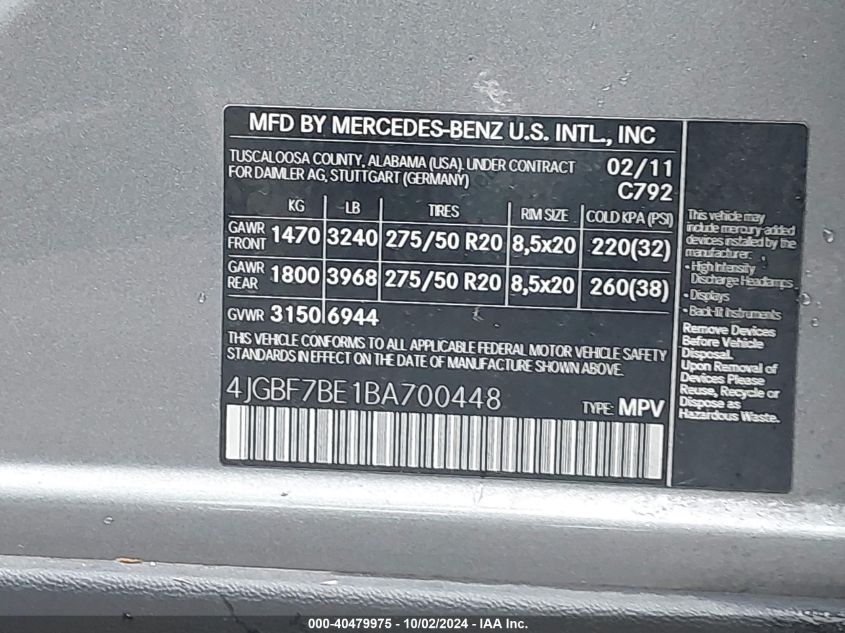 MFD BY MERCEDES-BENZ U.S. INTL., INC
TUSCALOOSA COUNTY, ALABAMA (USA) UNDER CONTRACT 02/11
FOR DAIMLER AG, STUTTGART (GERMANY) C792
KG LB TIRES RIM SIZE COLD KPA (PSI)
GAWR FRONT 1470 3240 275/50 R20 8,5x20 220(32)
GAWR REAR 1800 3968 275/50 R20 8,5x20 260(38)
GVWR 3150 6944
THIS VEHICLE CONFORMS TO ALL APPLICABLE FEDERAL MOTOR VEHICLE SAFETY
STANDARDS IN EFFECT ON THE DATE OF MANUFACTURE SHOWN ABOVE.
4JGBF7BE1BA700448
TYPE: MPV
This vehicle may
include mercury-added
devices installed by the
manufacturer:
- High Intensity
Discharge Headlamps
- Displays
- Back-lit Instruments
Remove Devices
Before Vehicle
Disposal.
Upon Removal of
Devices Please
Reuse, Recycle or
Dispose as
Hazardous Waste.
000-40479975 - 10/02/2024 - IAA Inc.